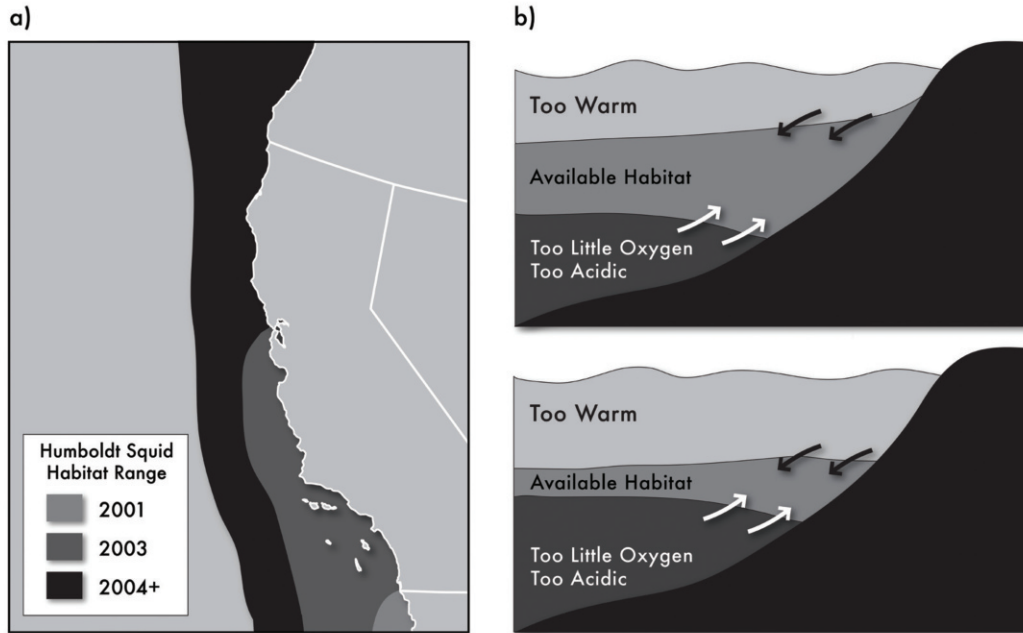 a)
Humboldt Squid
Habitat Range
2001
2003
2004+
b)
Too Warm
Available Habitat
Too Little Oxygen
Too Acidic
Too Warm
Available Habitat
Too Little Oxygen
Too Acidic